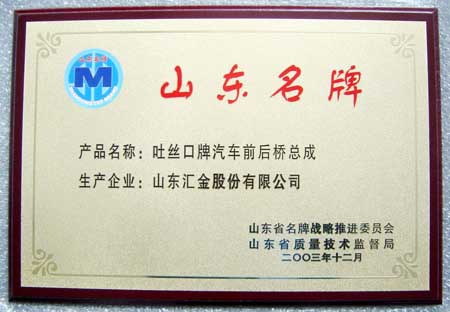 山东名牌
产品名称：吐丝口牌汽车前后桥总成
生产企业：山东汇金股份有限公司
山东省名牌战略推进委员会
山东省质量技术监督局
二〇〇三年十二月